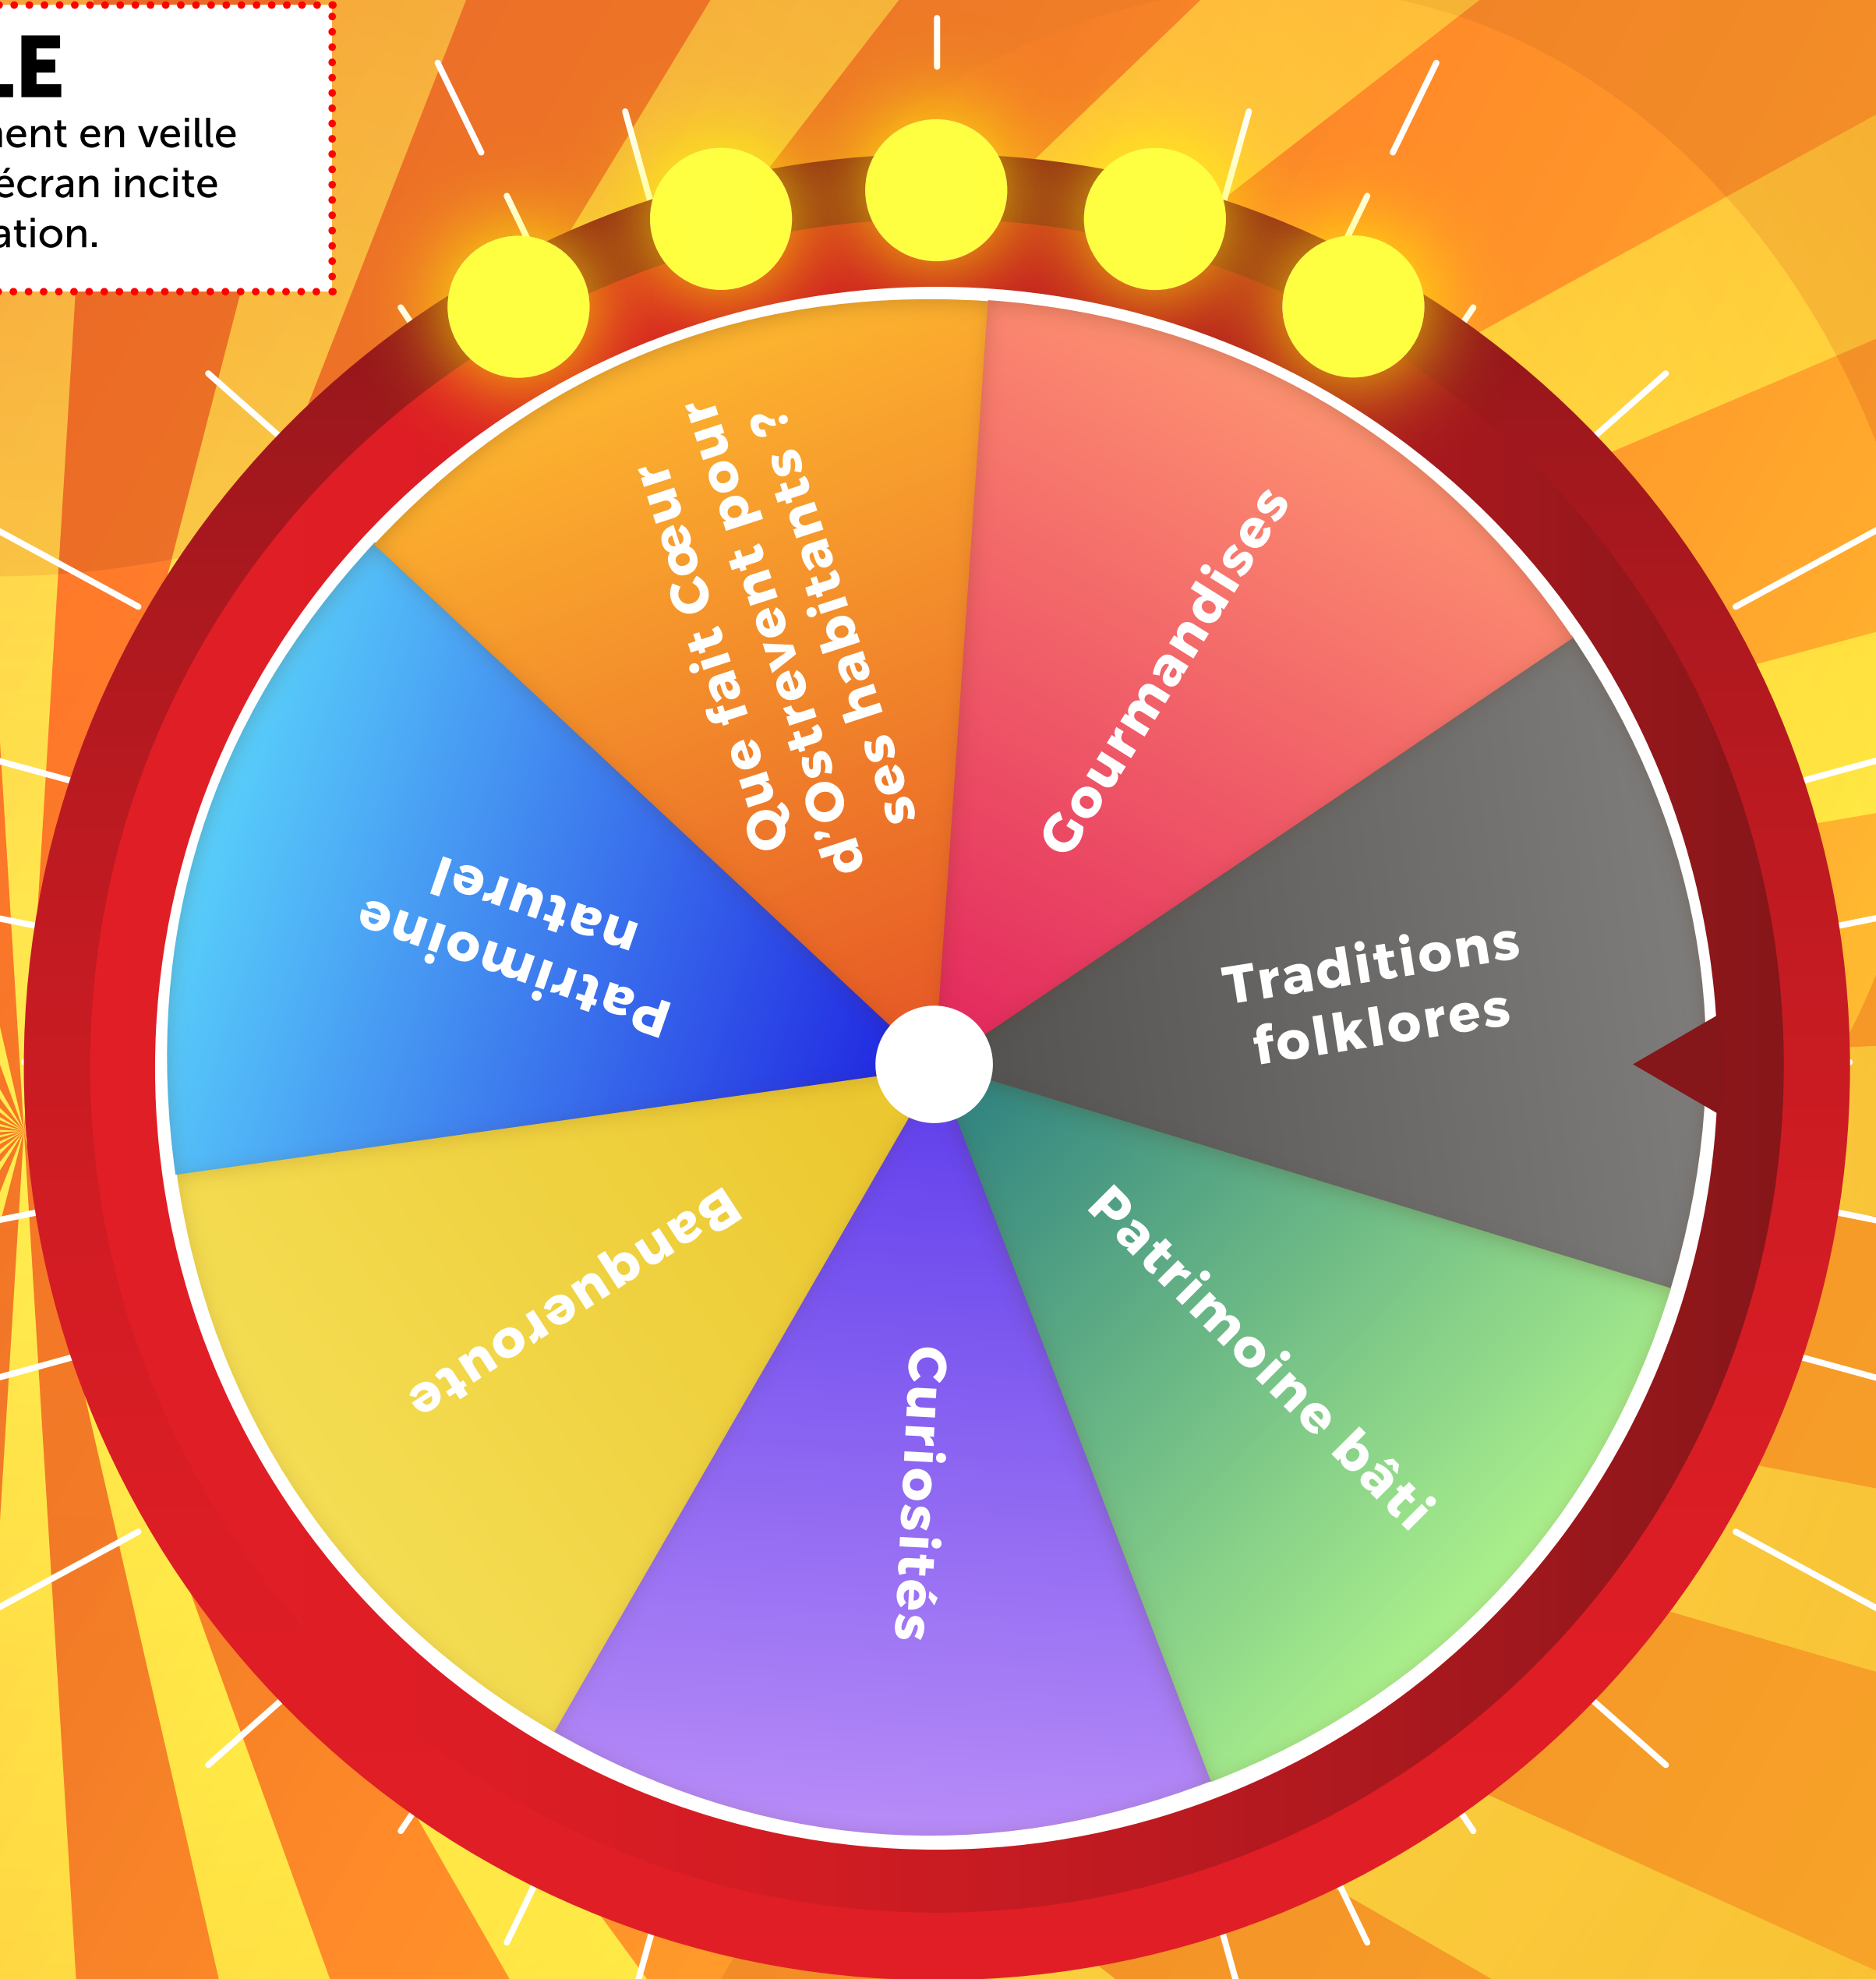 LE
ent en veille
écran incite
ation.
Que fait Cœur
d'Ostrevent pour
ses habitants ?
Gourmandises
Traditions
folklores
Patrimoine bâti
Curiosités
Banqueroute
Patrimoine
naturel